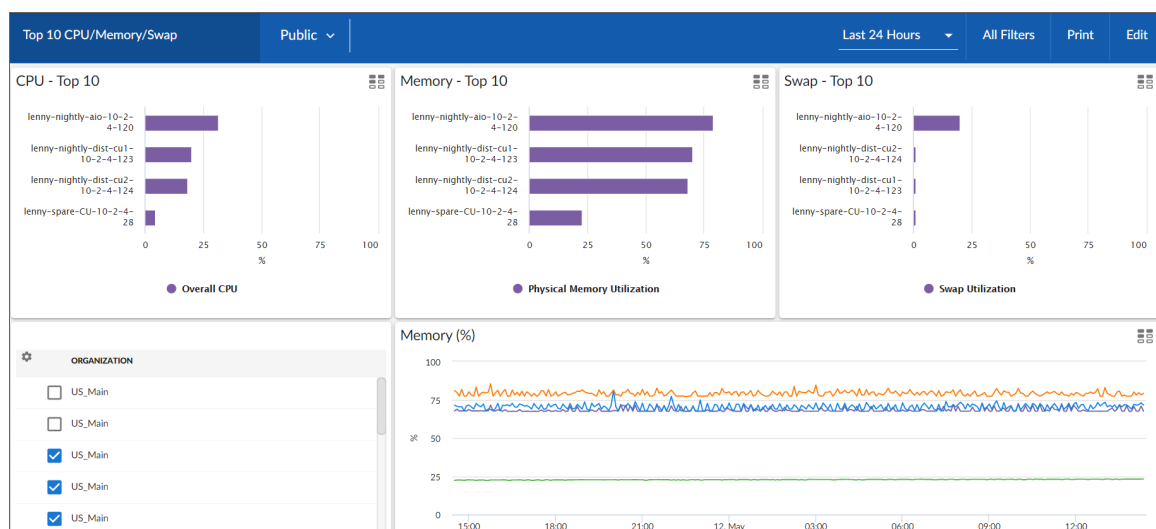 Top 10 CPU/Memory/Swap
Public
Last 24 Hours
All Filters
Print
Edit
CPU - Top 10
lenny-nightly-aio-10-2-
4-120
lenny-nightly-dist-cu1-
10-2-4-123
lenny-nightly-dist-cu2-
10-2-4-124
lenny-spare-CU-10-2-4-
28
0 25 50 75 100
%
Overall CPU
Memory - Top 10
lenny-nightly-aio-10-2-
4-120
lenny-nightly-dist-cu1-
10-2-4-123
lenny-nightly-dist-cu2-
10-2-4-124
lenny-spare-CU-10-2-4-
28
0 25 50 75 100
%
Physical Memory Utilization
Swap - Top 10
lenny-nightly-aio-10-2-
4-120
lenny-nightly-dist-cu2-
10-2-4-124
lenny-nightly-dist-cu1-
10-2-4-123
lenny-spare-CU-10-2-4-
28
0 25 50 75 100
%
Swap Utilization
ORGANIZATION
US_Main
US_Main
US_Main
US_Main
US_Main
Memory (%)
100
75
50
25
0
%
15:00 18:00 21:00 12. May 03:00 06:00 09:00 12:00